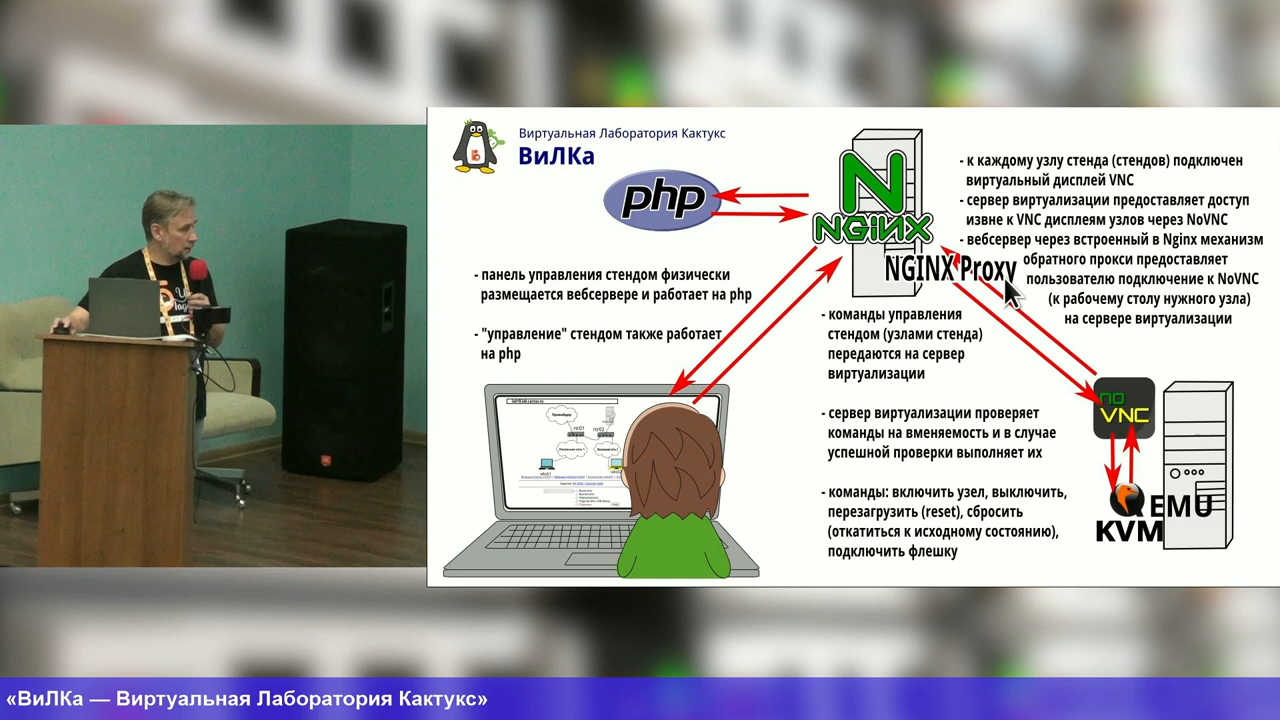 Виртуальная Лаборатория Кактукс
ВиЛКа
php
NGiNX
NGINX Proxy
- к каждому узлу стенда (стендов) подключен
виртуальный дисплей VNC
- сервер виртуализации предоставляет доступ
извне к VNC дисплеям узлов через NoVNC
- вебсервер через встроенный в Nginx механизм
обратного прокси предоставляет
пользователю подключение к NoVNC
(к рабочему столу нужного узла)
на сервере виртуализации
- панель управления стендом физически
размещается вебсервере и работает на php
- "управление" стендом также работает
на php
- команды управления
стендом (узлами стенда)
передаются на сервер
виртуализации
- сервер виртуализации проверяет
команды на вменяемость и в случае
успешной проверки выполняет их
- команды: включить узел, выключить,
перезагрузить (reset), сбросить
(откатиться к исходному состоянию),
подключить флешку
no
VNC
QEMU
KVM
Провайдер
rtr01
rtr02
«ВиЛКа — Виртуальная Лаборатория Кактукс»